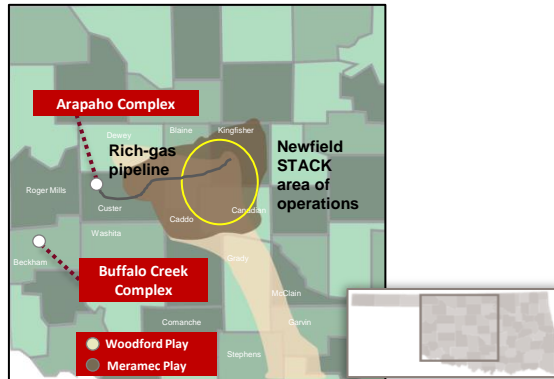 Arapaho Complex
Dewey
Blaine
Kingfisher
Rich-gas
pipeline
Newfield
STACK
area of
operations
Roger Mills
Custer
Caddo
Canadian
Washita
Beckham
Grady
Buffalo Creek
Complex
McClain
Comanche
Garvin
Stephens
Woodford Play
Meramec Play